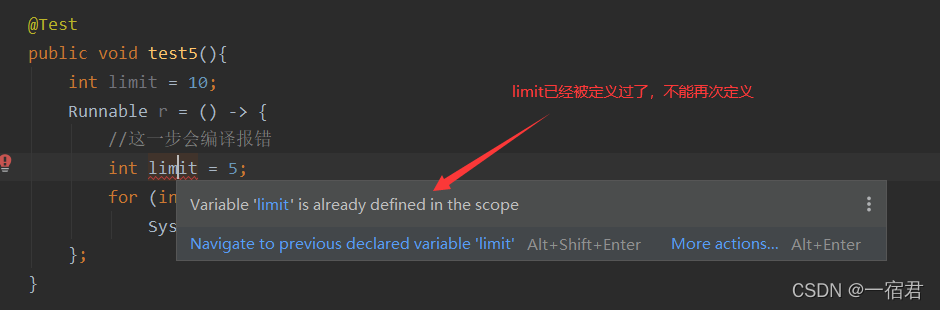 @Test
public void test5(){
int limit = 10;
limit已经被定义过了，不能再次定义
Runnable r = () -> {
//这一步会编译报错
int limit = 5;
for (in
Variable 'limit' is already defined in the scope
Sys
Navigate to previous declared variable 'limit' Alt+Shift+Enter More actions... Alt+Enter
};
}
CSDN @一宿君